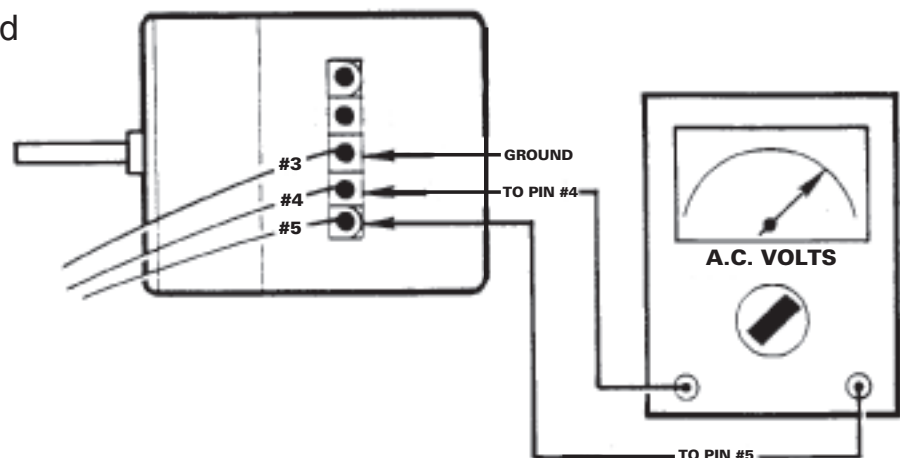 d
#3
GROUND
#4
TO PIN #4
#5
A.C. VOLTS
TO PIN #5